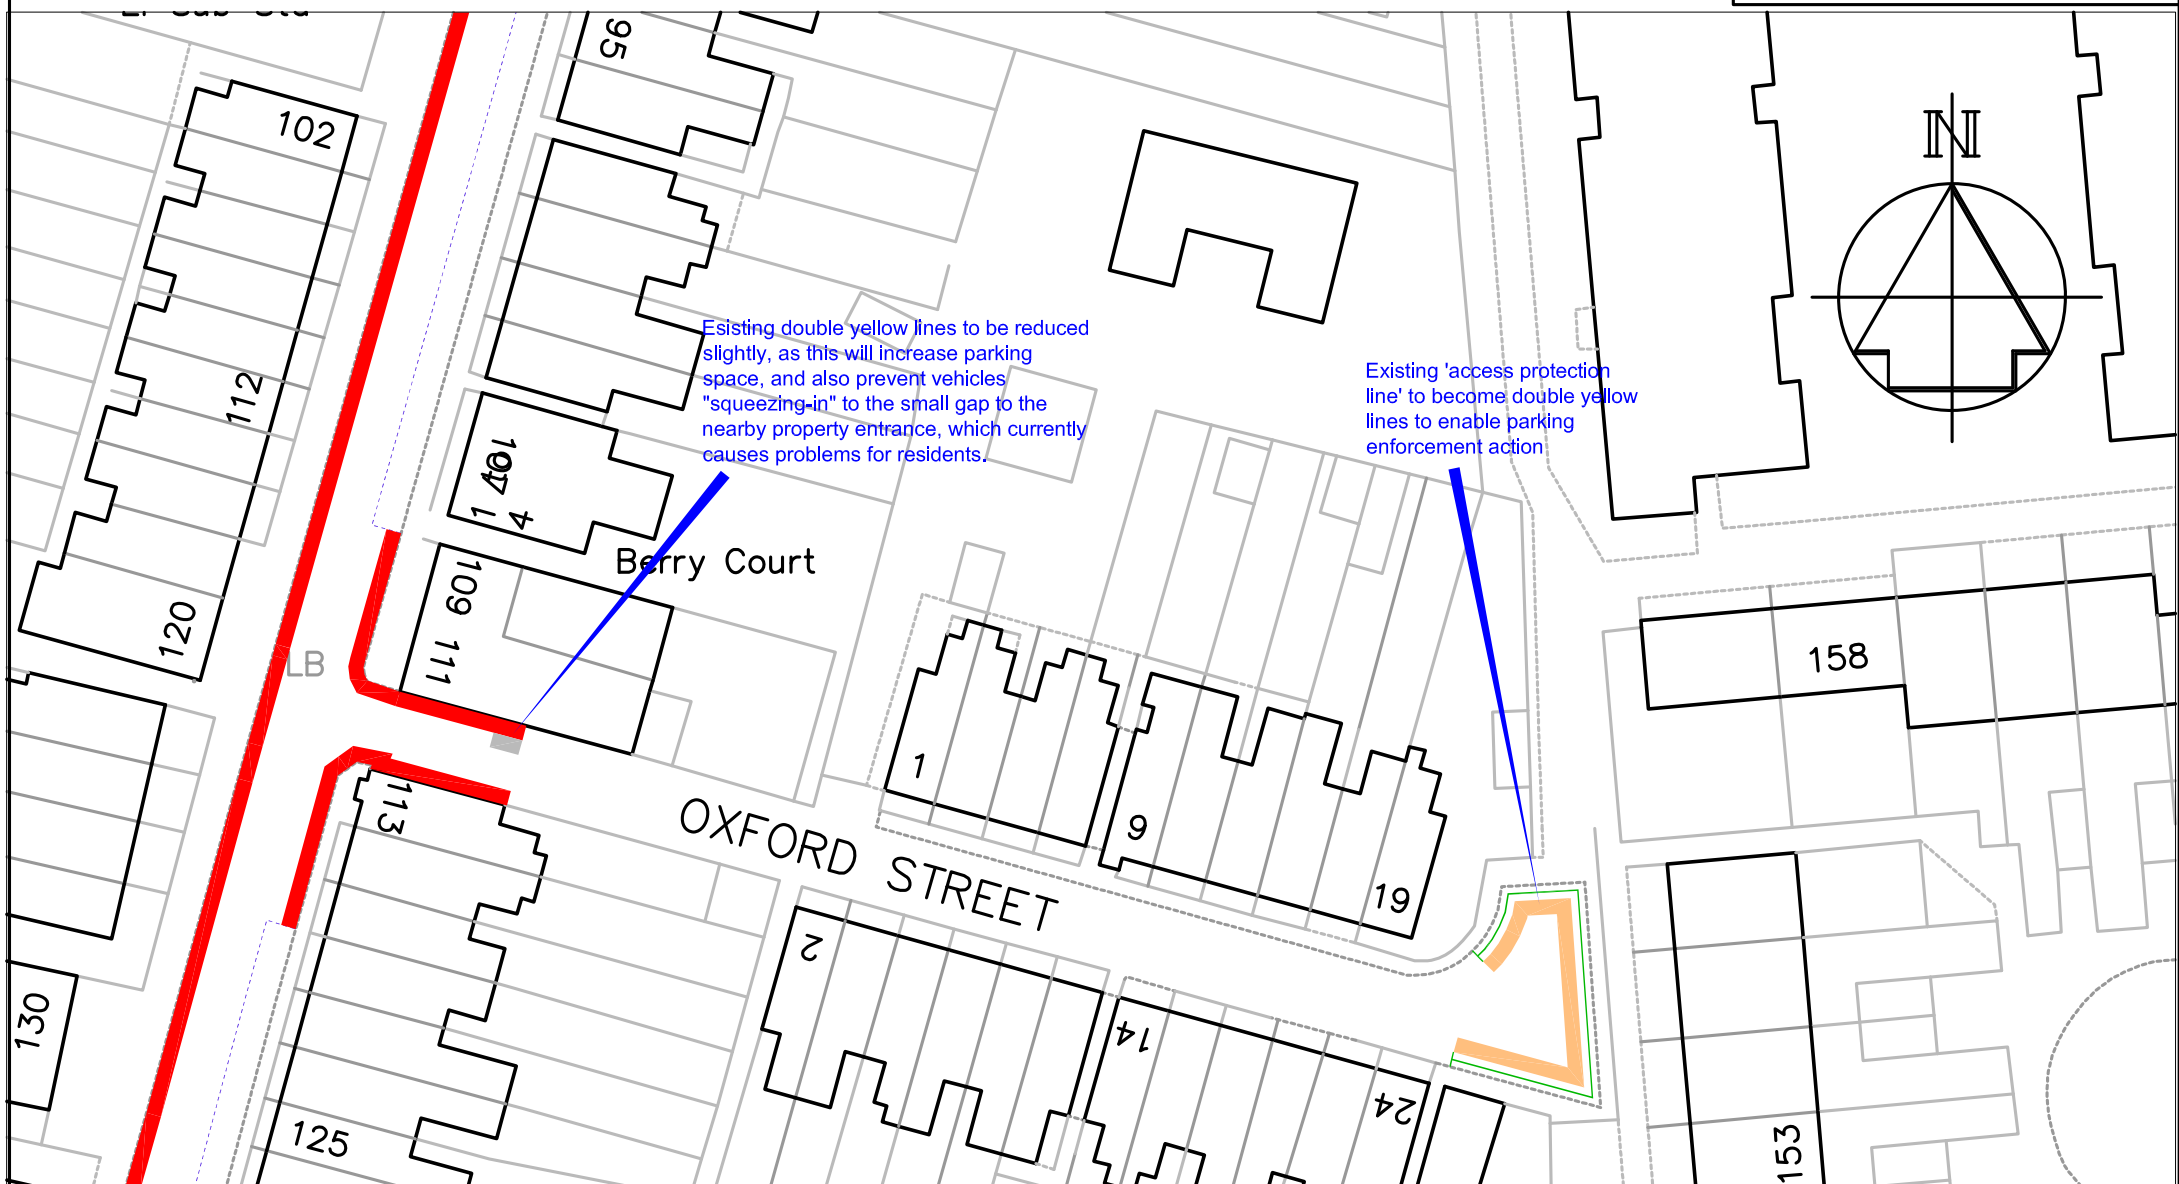 El Sub Sta
95
102
N
Esisting double yellow lines to be reduced
slightly, as this will increase parking
space, and also prevent vehicles
"squeezing-in" to the small gap to the
nearby property entrance, which currently
causes problems for residents.
Existing 'access protection
line' to become double yellow
lines to enable parking
enforcement action
112
Berry Court
109
111
120
LB
158
1
9
19
113
OXFORD STREET
2
14
24
130
125
153